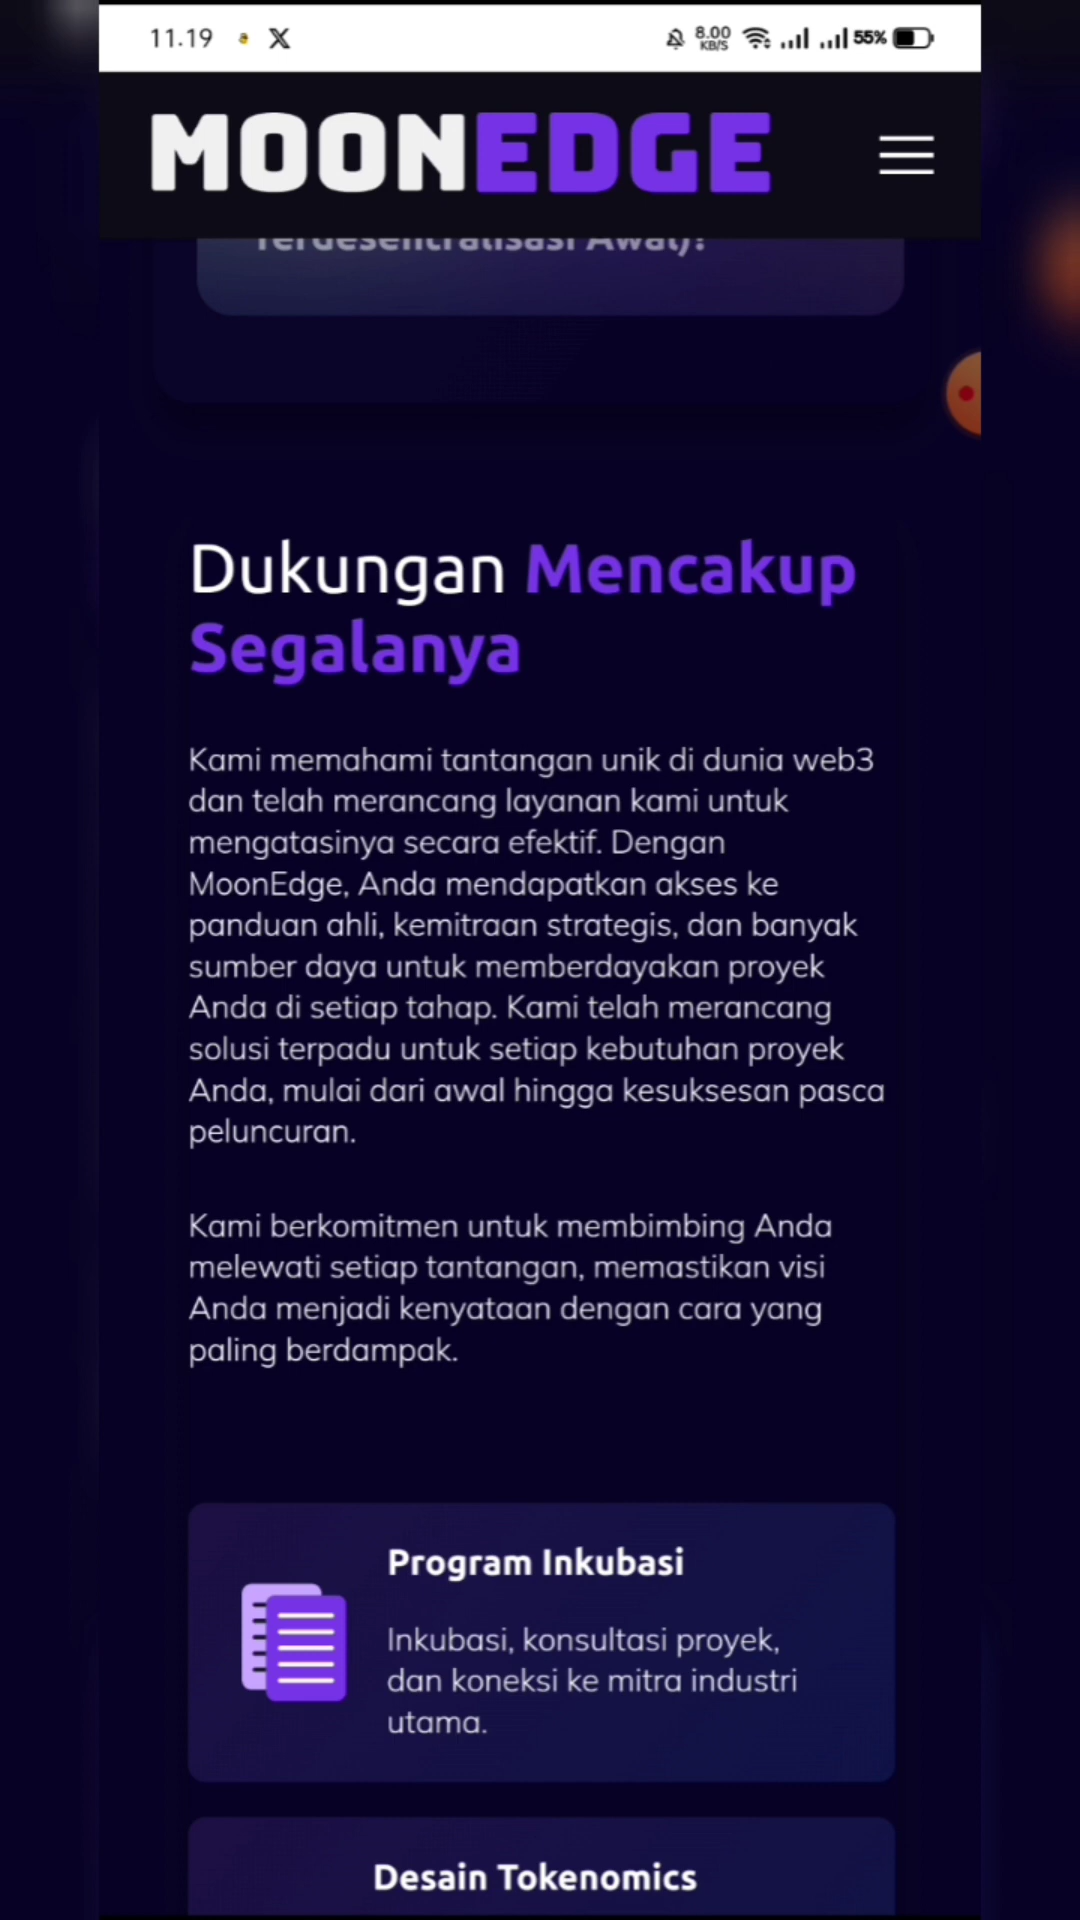 11.19
8.00
KB/S
55%
MOONEDGE
Terdesentralisasi Awal)?
Dukungan Mencakup
Segalanya
Kami memahami tantangan unik di dunia web3
dan telah merancang layanan kami untuk
mengatasinya secara efektif. Dengan
MoonEdge, Anda mendapatkan akses ke
panduan ahli, kemitraan strategis, dan banyak
sumber daya untuk memberdayakan proyek
Anda di setiap tahap. Kami telah merancang
solusi terpadu untuk setiap kebutuhan proyek
Anda, mulai dari awal hingga kesuksesan pasca
peluncuran.
Kami berkomitmen untuk membimbing Anda
melewati setiap tantangan, memastikan visi
Anda menjadi kenyataan dengan cara yang
paling berdampak.
Program Inkubasi
Inkubasi, konsultasi proyek,
dan koneksi ke mitra industri
utama.
Desain Tokenomics